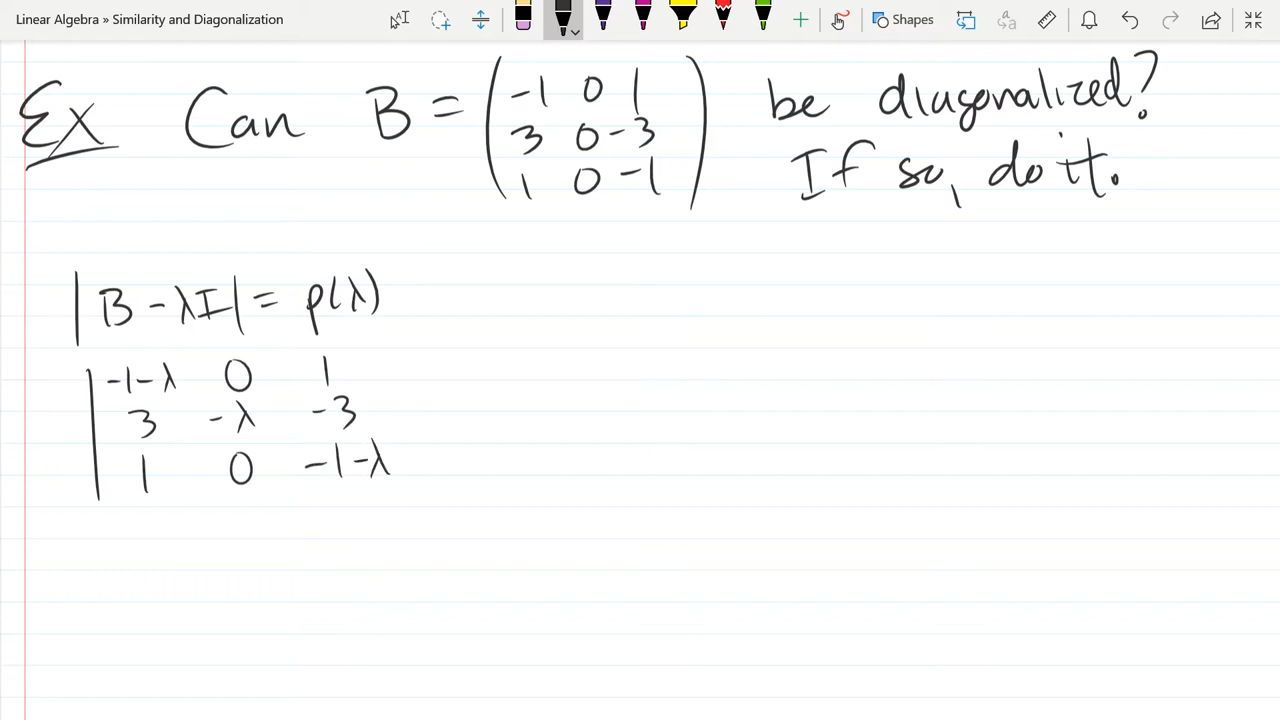 Linear Algebra » Similarity and Diagonalization
Shapes
Ex Can B = (-1 0 1 be diagonalized?
3 0 -3
1 0 -1) If so, do it.
|B - λI| = p(λ)
|-1-λ 0 1
3 -λ -3
1 0 -1-λ